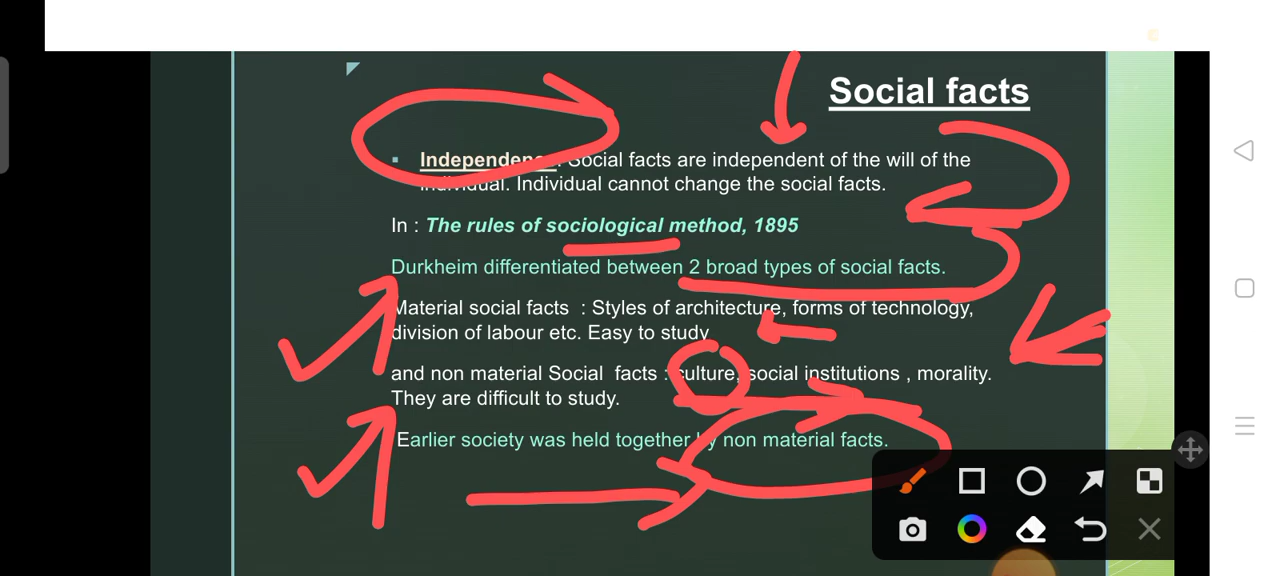 Social facts
Independence: Social facts are independent of the will of the
individual. Individual cannot change the social facts.
In : The rules of sociological method, 1895
Durkheim differentiated between 2 broad types of social facts.
Material social facts : Styles of architecture, forms of technology,
division of labour etc. Easy to study
and non material Social facts : culture, social institutions , morality.
They are difficult to study.
Earlier society was held together by non material facts.